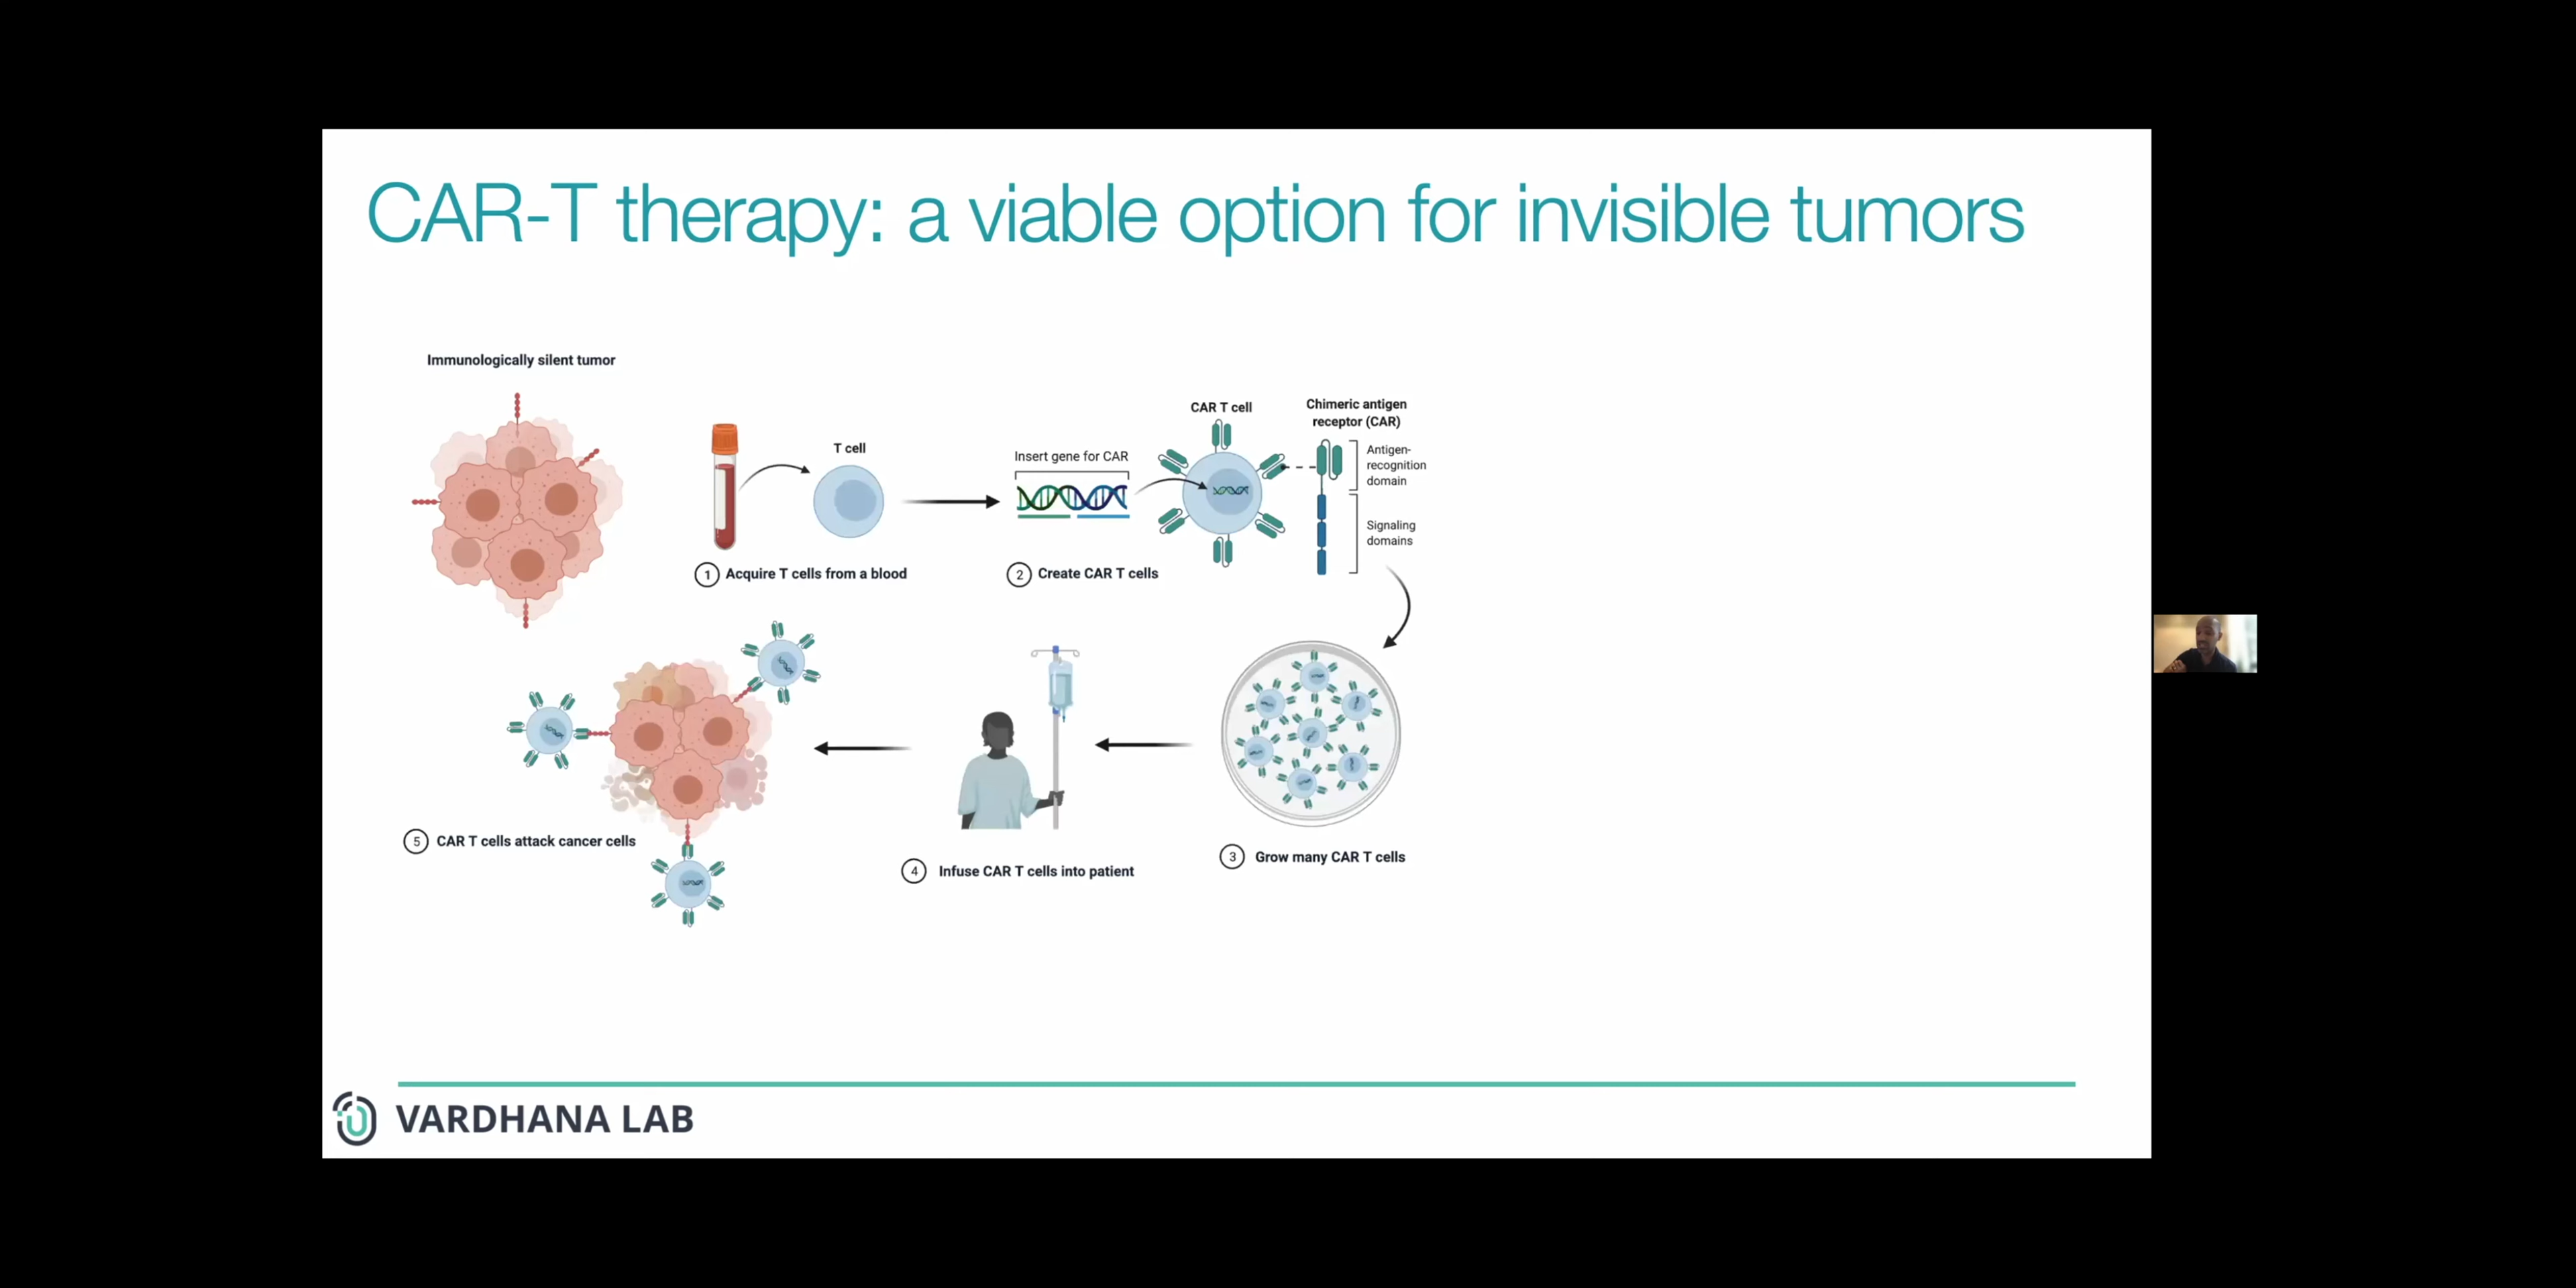 CAR-T therapy: a viable option for invisible tumors
Immunologically silent tumor
T cell
1 Acquire T cells from a blood
Insert gene for CAR
CAR T cell
2 Create CAR T cells
Chimeric antigen
receptor (CAR)
Antigen-
recognition
domain
Signaling
domains
3 Grow many CAR T cells
4 Infuse CAR T cells into patient
5 CAR T cells attack cancer cells
VARDHANA LAB